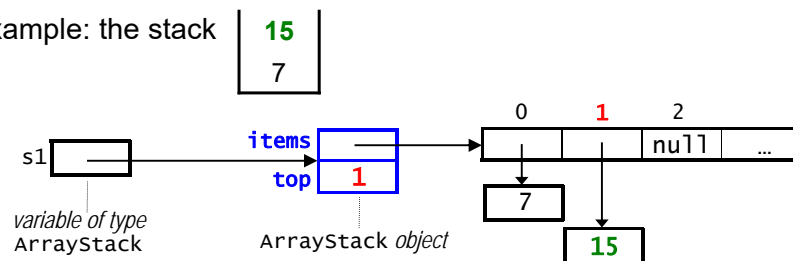 xample: the stack
15
7
0 1 2
items
s1
null …
top 1
7
variable of type
ArrayStack
ArrayStack object
15